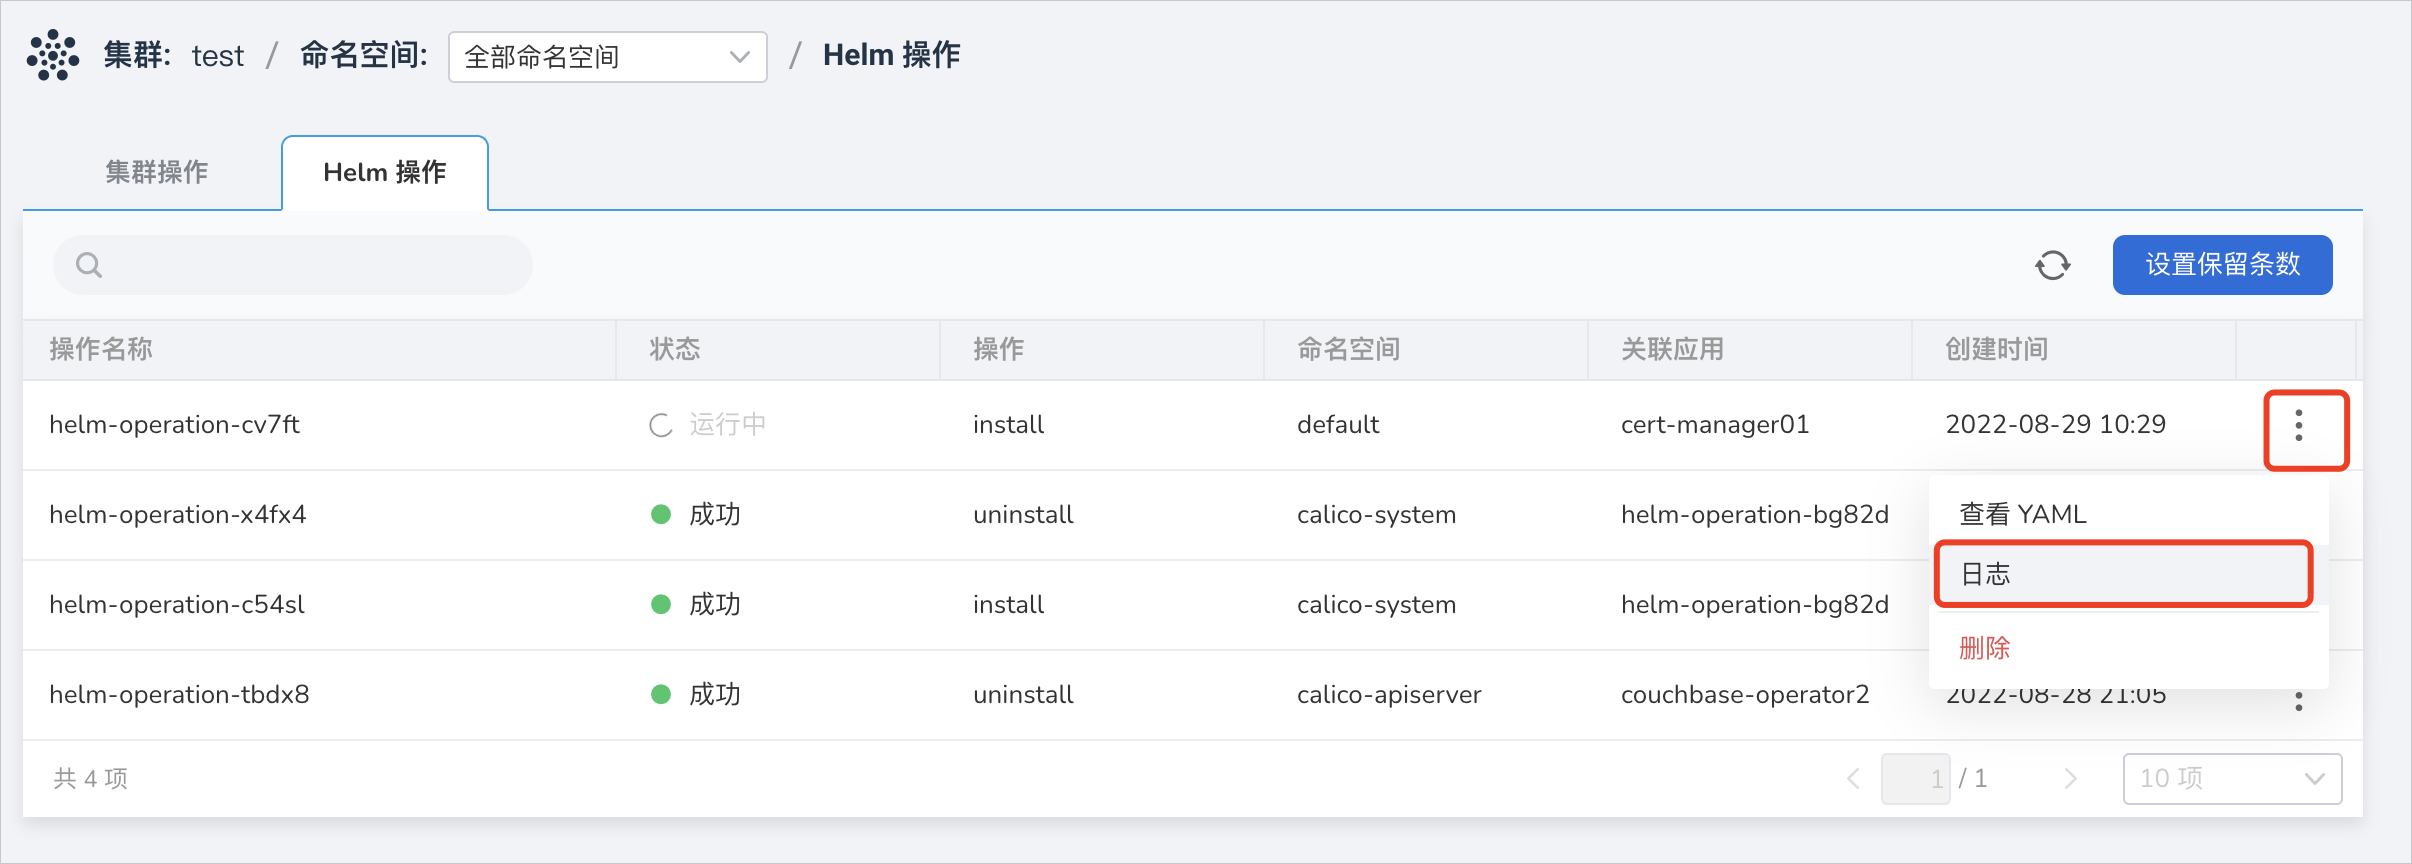 集群: test / 命名空间: 全部命名空间 / Helm 操作
集群操作 Helm 操作
设置保留条数
操作名称 状态 操作 命名空间 关联应用 创建时间
helm-operation-cv7ft 运行中 install default cert-manager01 2022-08-29 10:29
helm-operation-x4fx4 成功 uninstall calico-system helm-operation-bg82d
查看 YAML
helm-operation-c54sl 成功 install calico-system helm-operation-bg82d
日志
删除
helm-operation-tbdx8 成功 uninstall calico-apiserver couchbase-operator2 2022-08-28 21:05
共 4 项 1 / 1 10 项